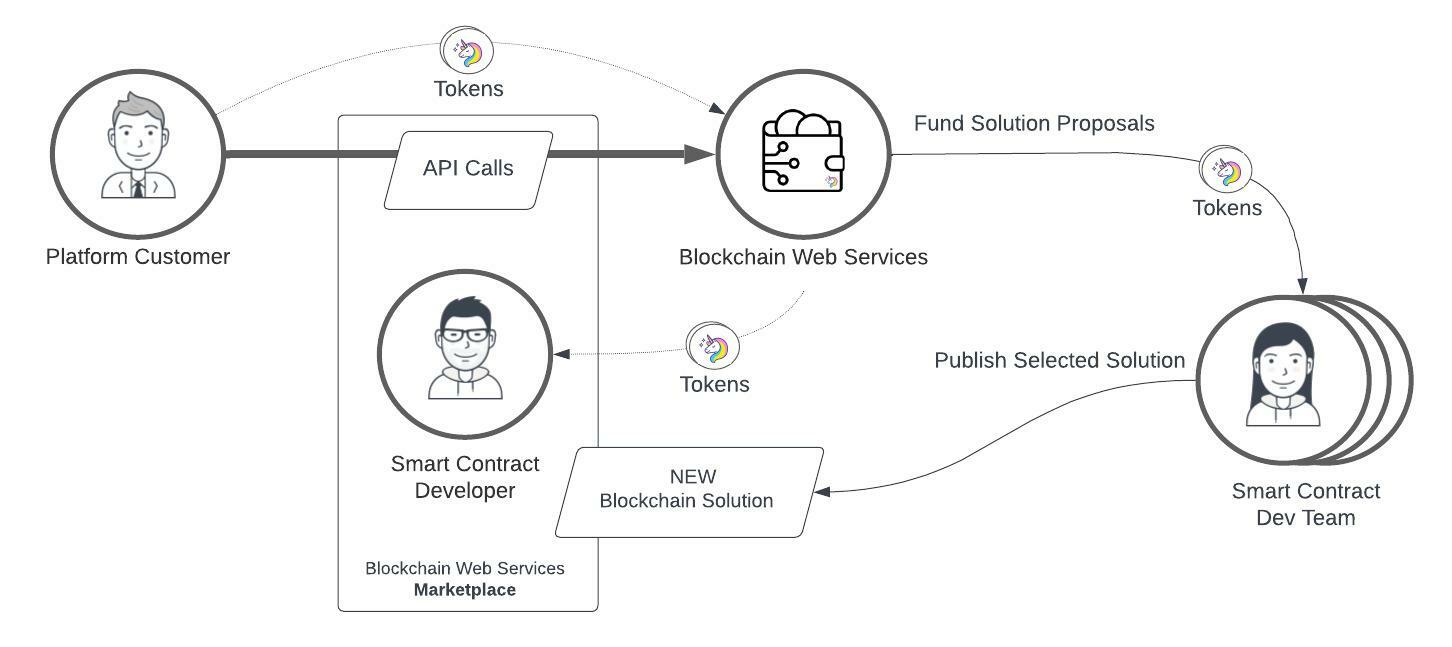 Tokens
API Calls
Platform Customer
Blockchain Web Services
Fund Solution Proposals
Tokens
Tokens
Publish Selected Solution
Smart Contract
Developer
NEW
Blockchain Solution
Smart Contract
Dev Team
Blockchain Web Services
Marketplace